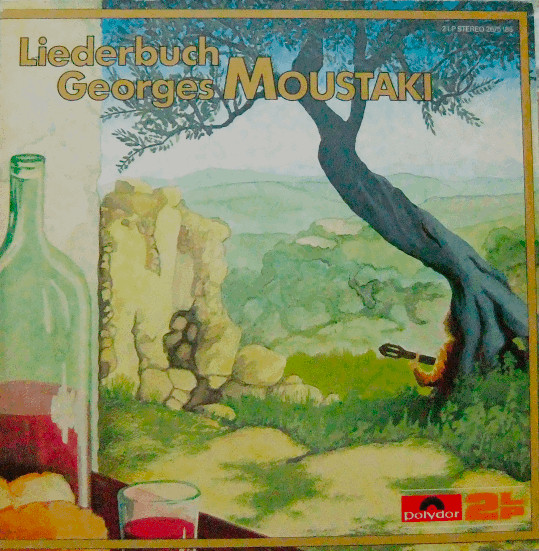 2 LP STEREO
Liederbuch
Georges MOUSTAKI
Polydor
2LP